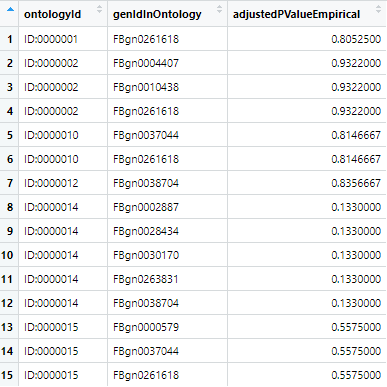 ontologyId genIdInOntology adjustedPValueEmpirical
1 ID:0000001 FBgn0261618 0.8052500
2 ID:0000002 FBgn0004407 0.9322000
3 ID:0000002 FBgn0010438 0.9322000
4 ID:0000002 FBgn0261618 0.9322000
5 ID:0000010 FBgn0037044 0.8146667
6 ID:0000010 FBgn0261618 0.8146667
7 ID:0000012 FBgn0038704 0.8356667
8 ID:0000014 FBgn0002887 0.1330000
9 ID:0000014 FBgn0028434 0.1330000
10 ID:0000014 FBgn0030170 0.1330000
11 ID:0000014 FBgn0263831 0.1330000
12 ID:0000014 FBgn0038704 0.1330000
13 ID:0000015 FBgn0000579 0.5575000
14 ID:0000015 FBgn0037044 0.5575000
15 ID:0000015 FBgn0261618 0.5575000